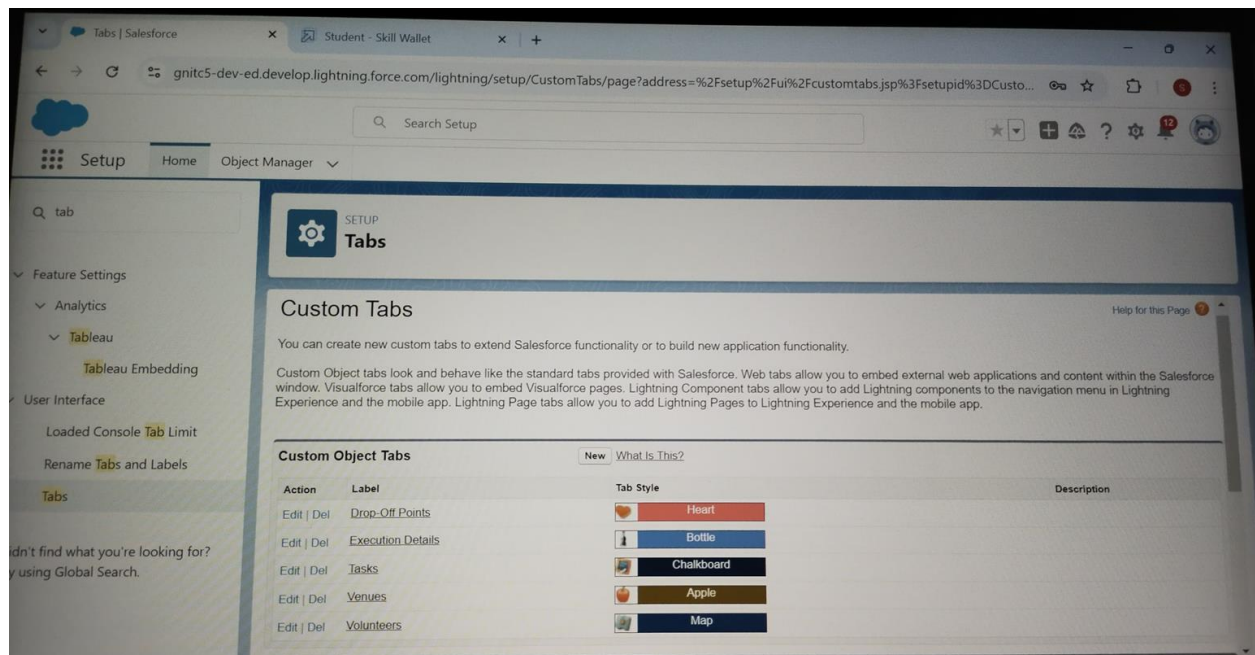 Tabs | Salesforce
Student - Skill Wallet
gnitc5-dev-ed.develop.lightning.force.com/lightning/setup/CustomTabs/page?address=%2Fsetup%2Fui%2Fcustomtabs.jsp%3Fsetupid%3DCusto...
S
Search Setup
12
Setup
Home
Object Manager
tab
Feature Settings
Analytics
Tableau
Tableau Embedding
User Interface
Loaded Console Tab Limit
Rename Tabs and Labels
Tabs
idn't find what you're looking for?
y using Global Search.
SETUP
Tabs
Custom Tabs
Help for this Page
You can create new custom tabs to extend Salesforce functionality or to build new application functionality.
Custom Object tabs look and behave like the standard tabs provided with Salesforce. Web tabs allow you to embed external web applications and content within the Salesforce
window. Visualforce tabs allow you to embed Visualforce pages. Lightning Component tabs allow you to add Lightning components to the navigation menu in Lightning
Experience and the mobile app. Lightning Page tabs allow you to add Lightning Pages to Lightning Experience and the mobile app.
Custom Object Tabs New What Is This?
Action Label Tab Style Description
Edit | Del Drop-Off Points Heart
Edit | Del Execution Details Bottle
Edit | Del Tasks Chalkboard
Edit | Del Venues Apple
Edit | Del Volunteers Map